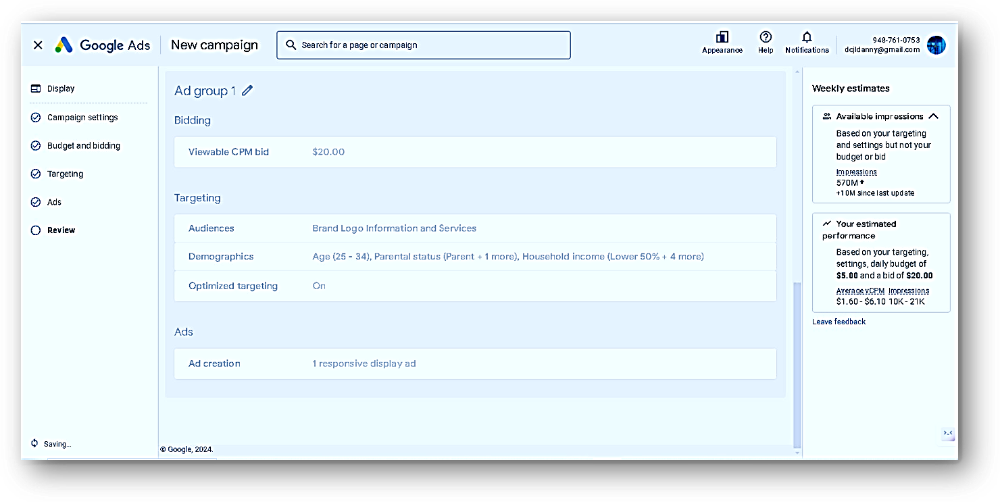 Google Ads
New campaign
Search for a page or campaign
Appearance
Help
Notifications
948-761-0753
dcjldanny@gmail.com
Display
Campaign settings
Budget and bidding
Targeting
Ads
Review
Saving...
Ad group 1
Bidding
Viewable CPM bid $20.00
Targeting
Audiences Brand Logo Information and Services
Demographics Age (25 - 34), Parental status (Parent + 1 more), Household income (Lower 50% + 4 more)
Optimized targeting On
Ads
Ad creation 1 responsive display ad
© Google, 2024.
Weekly estimates
Available impressions
Based on your targeting
and settings but not your
budget or bid
Impressions
570M
+10M since last update
Your estimated
performance
Based on your targeting,
settings, daily budget of
$5.00 and a bid of $20.00
Average vCPM Impressions
$1.60 - $6.10 10K - 21K
Leave feedback